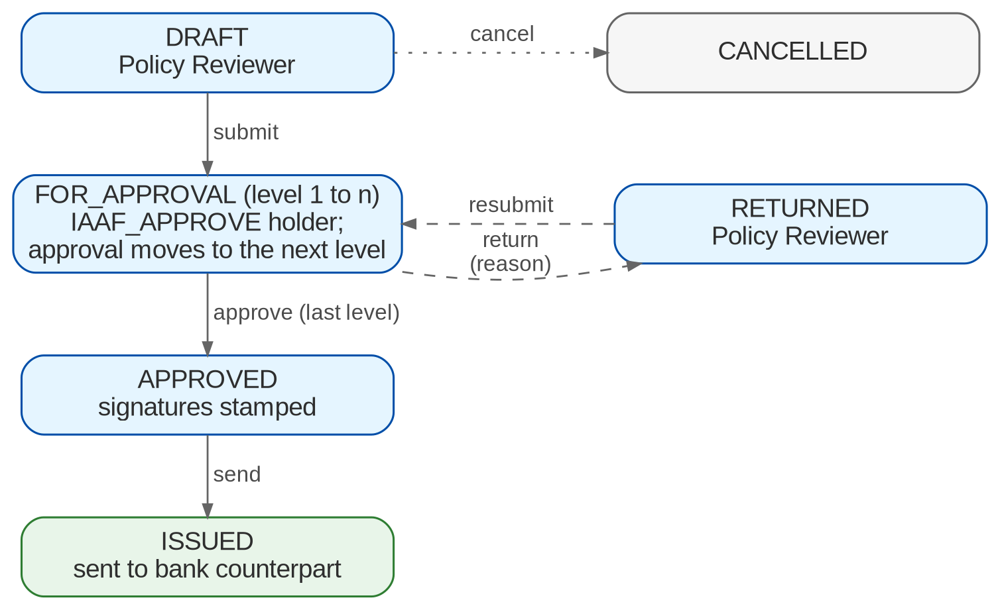 DRAFT
Policy Reviewer
cancel
CANCELLED
submit
FOR_APPROVAL (level 1 to n)
IAAF_APPROVE holder;
approval moves to the next level
resubmit
return
(reason)
RETURNED
Policy Reviewer
approve (last level)
APPROVED
signatures stamped
send
ISSUED
sent to bank counterpart